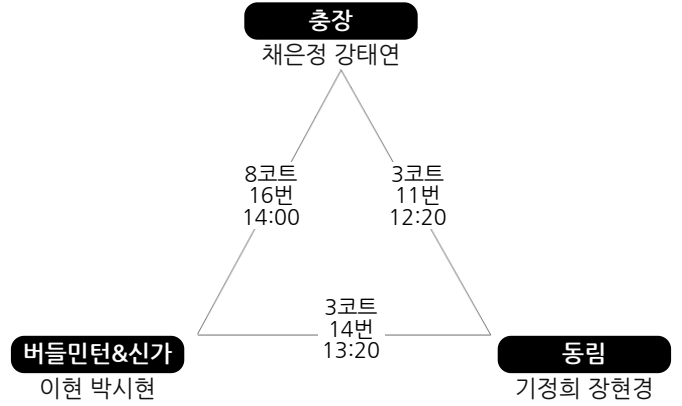 충장
채은정 강태연
8코트
16번
14:00
3코트
11번
12:20
3코트
14번
13:20
버들민턴&신가
이현 박시현
동림
기정희 장현경